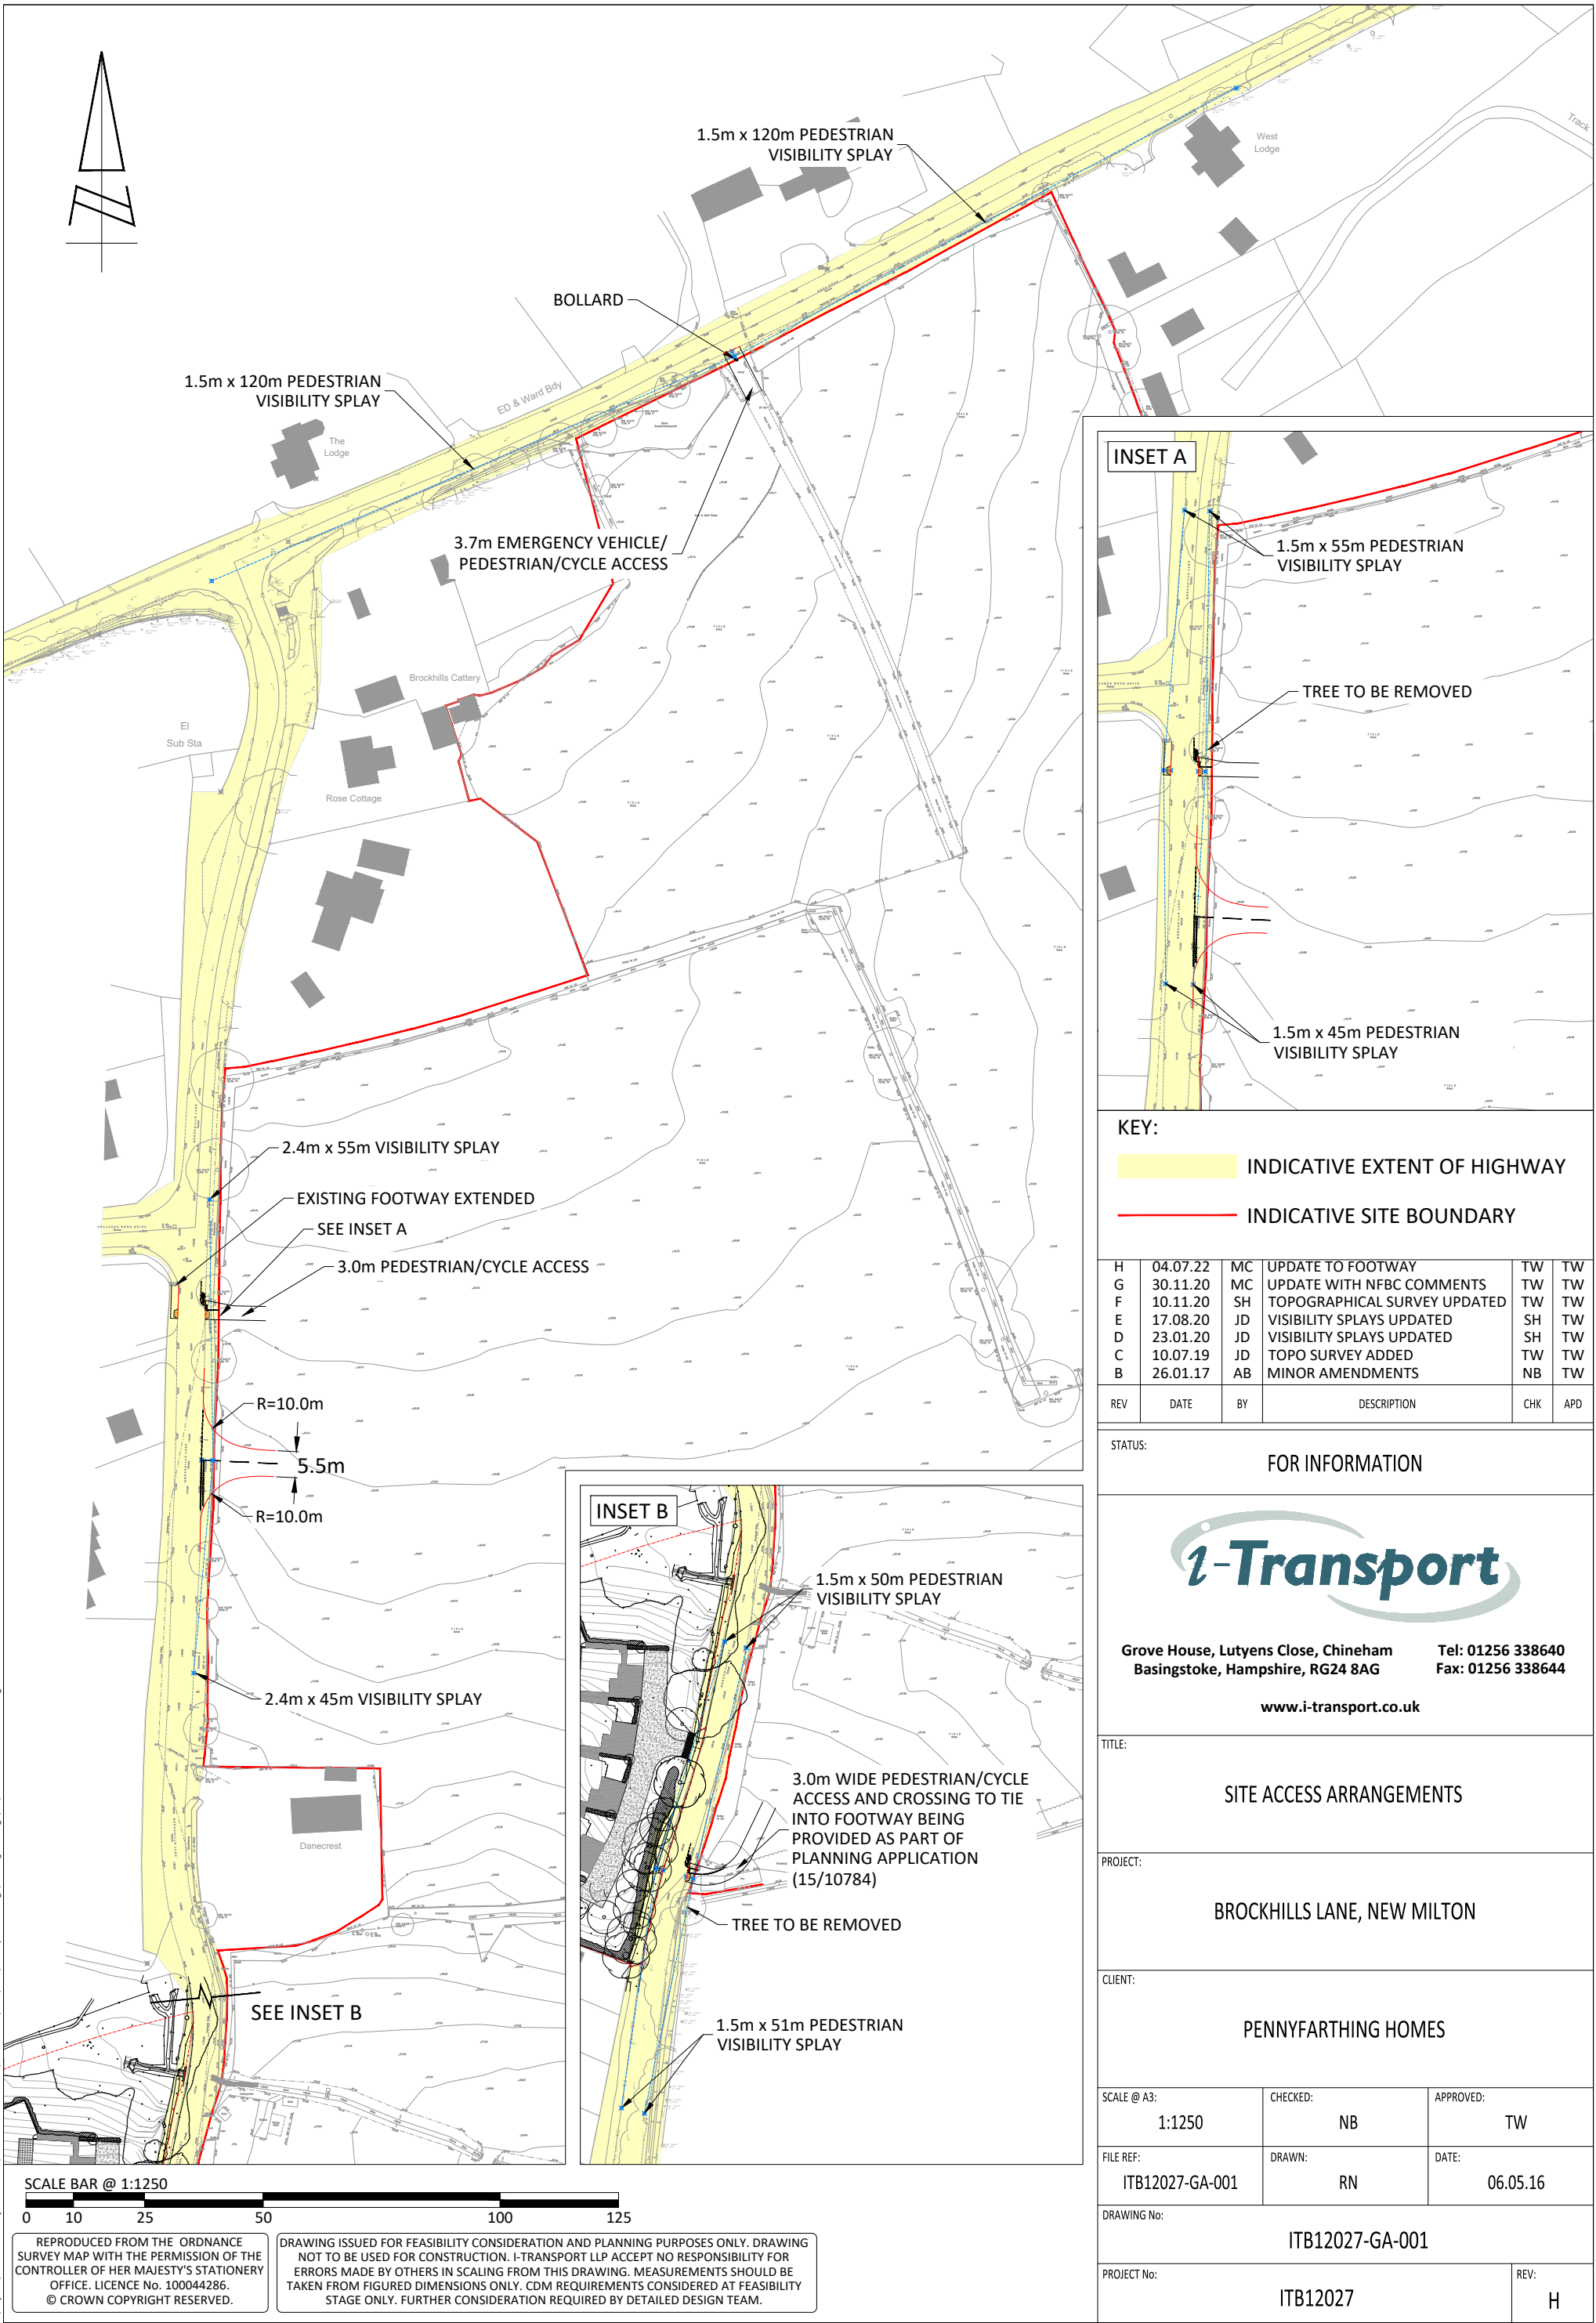 1.5m x 120m PEDESTRIAN
VISIBILITY SPLAY
West
Lodge
Track
BOLLARD
1.5m x 120m PEDESTRIAN
VISIBILITY SPLAY
ED & Ward Bdy
The
Lodge
3.7m EMERGENCY VEHICLE/
PEDESTRIAN/CYCLE ACCESS
Brockhills Cattery
El
Sub Sta
Rose Cottage
2.4m x 55m VISIBILITY SPLAY
EXISTING FOOTWAY EXTENDED
SEE INSET A
3.0m PEDESTRIAN/CYCLE ACCESS
R=10.0m
5.5m
R=10.0m
2.4m x 45m VISIBILITY SPLAY
Danecrest
SEE INSET B
INSET A
1.5m x 55m PEDESTRIAN
VISIBILITY SPLAY
TREE TO BE REMOVED
1.5m x 45m PEDESTRIAN
VISIBILITY SPLAY
INSET B
1.5m x 50m PEDESTRIAN
VISIBILITY SPLAY
3.0m WIDE PEDESTRIAN/CYCLE
ACCESS AND CROSSING TO TIE
INTO FOOTWAY BEING
PROVIDED AS PART OF
PLANNING APPLICATION
(15/10784)
TREE TO BE REMOVED
1.5m x 51m PEDESTRIAN
VISIBILITY SPLAY
KEY:
INDICATIVE EXTENT OF HIGHWAY
INDICATIVE SITE BOUNDARY
H 04.07.22 MC UPDATE TO FOOTWAY TW TW
G 30.11.20 MC UPDATE WITH NFBC COMMENTS TW TW
F 10.11.20 SH TOPOGRAPHICAL SURVEY UPDATED TW TW
E 17.08.20 JD VISIBILITY SPLAYS UPDATED SH TW
D 23.01.20 JD VISIBILITY SPLAYS UPDATED SH TW
C 10.07.19 JD TOPO SURVEY ADDED TW TW
B 26.01.17 AB MINOR AMENDMENTS NB TW
REV DATE BY DESCRIPTION CHK APD
STATUS:
FOR INFORMATION
i-Transport
Grove House, Lutyens Close, Chineham Tel: 01256 338640
Basingstoke, Hampshire, RG24 8AG Fax: 01256 338644
www.i-transport.co.uk
TITLE:
SITE ACCESS ARRANGEMENTS
PROJECT:
BROCKHILLS LANE, NEW MILTON
CLIENT:
PENNYFARTHING HOMES
SCALE @ A3: CHECKED: APPROVED:
1:1250 NB TW
FILE REF: DRAWN: DATE:
ITB12027-GA-001 RN 06.05.16
DRAWING No:
ITB12027-GA-001
PROJECT No: REV:
ITB12027 H
SCALE BAR @ 1:1250
0 10 25 50 100 125
REPRODUCED FROM THE ORDNANCE
SURVEY MAP WITH THE PERMISSION OF THE
CONTROLLER OF HER MAJESTY'S STATIONERY
OFFICE. LICENCE No. 100044286.
© CROWN COPYRIGHT RESERVED.
DRAWING ISSUED FOR FEASIBILITY CONSIDERATION AND PLANNING PURPOSES ONLY. DRAWING
NOT TO BE USED FOR CONSTRUCTION. I-TRANSPORT LLP ACCEPT NO RESPONSIBILITY FOR
ERRORS MADE BY OTHERS IN SCALING FROM THIS DRAWING. MEASUREMENTS SHOULD BE
TAKEN FROM FIGURED DIMENSIONS ONLY. CDM REQUIREMENTS CONSIDERED AT FEASIBILITY
STAGE ONLY. FURTHER CONSIDERATION REQUIRED BY DETAILED DESIGN TEAM.